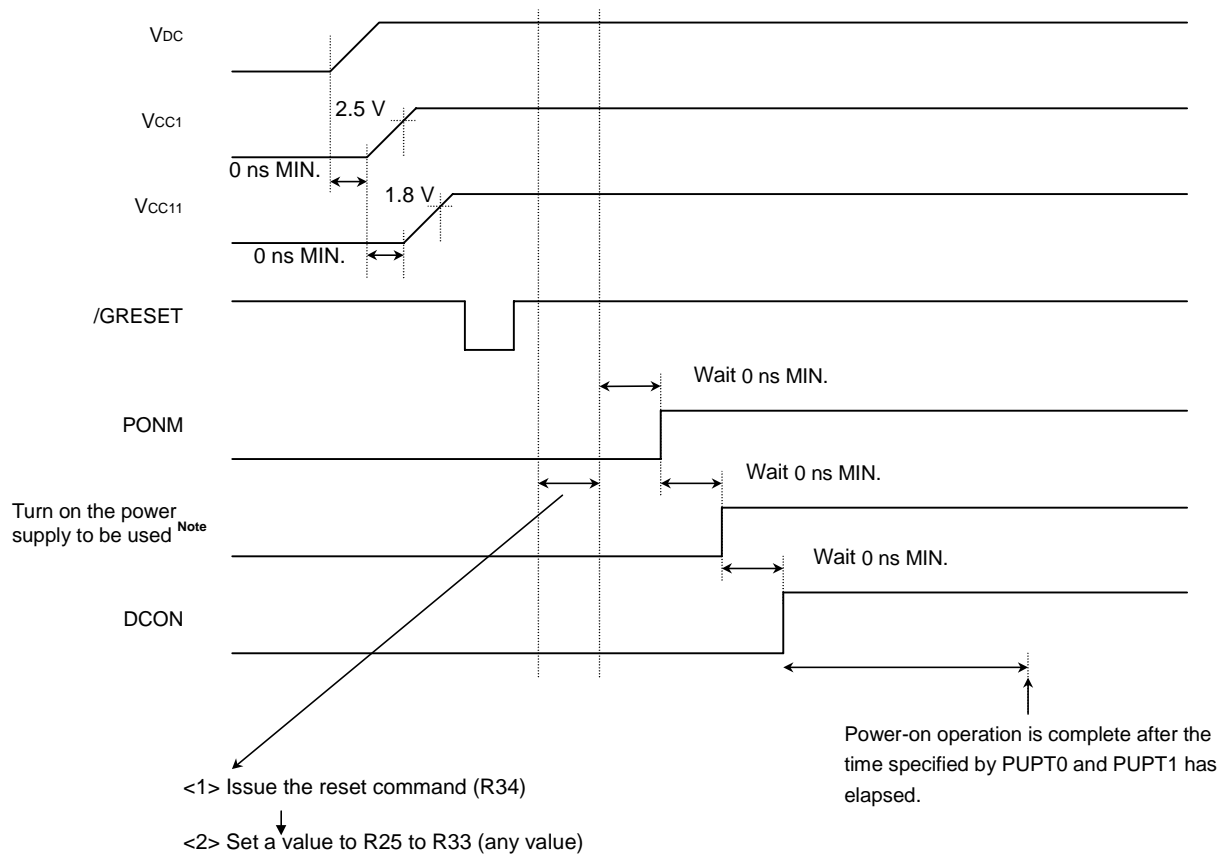 VDC
2.5 V
VCC1
0 ns MIN.
1.8 V
VCC11
0 ns MIN.
/GRESET
Wait 0 ns MIN.
PONM
Wait 0 ns MIN.
Turn on the power
supply to be used Note
Wait 0 ns MIN.
DCON
Power-on operation is complete after the
time specified by PUPT0 and PUPT1 has
elapsed.
<1> Issue the reset command (R34)
<2> Set a value to R25 to R33 (any value)